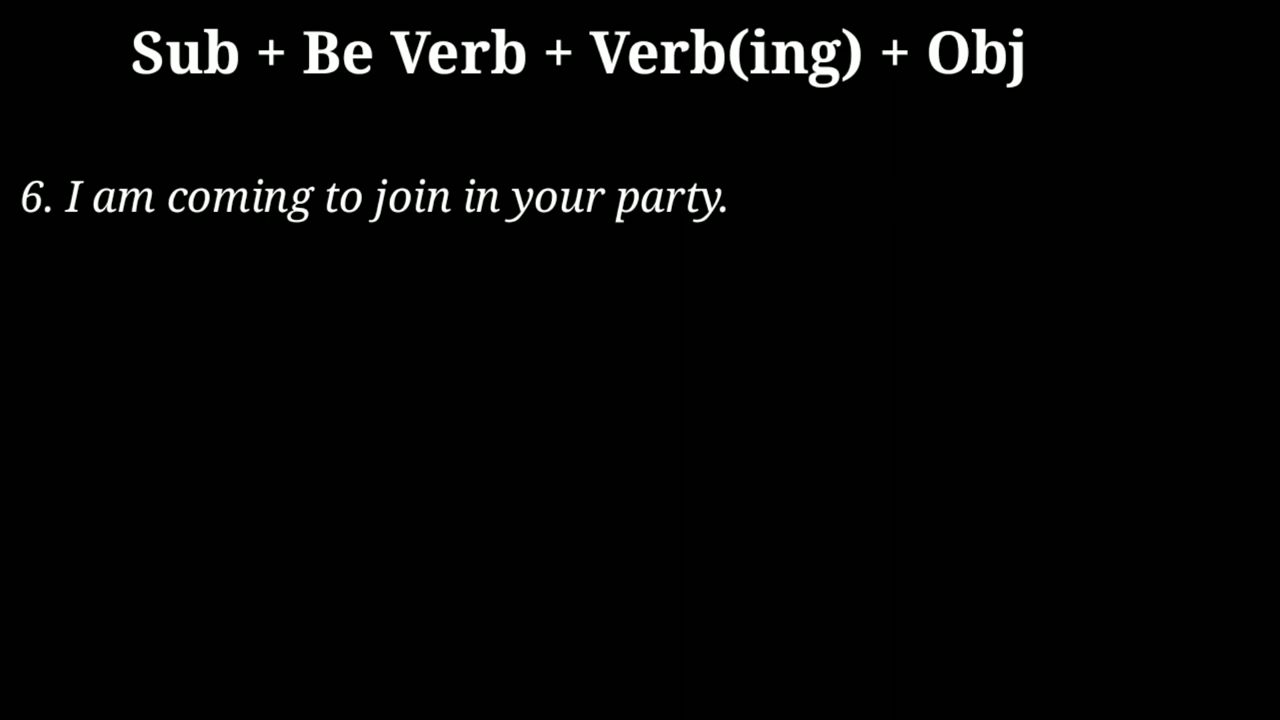 Sub + Be Verb + Verb(ing) + Obj
6. I am coming to join in your party.